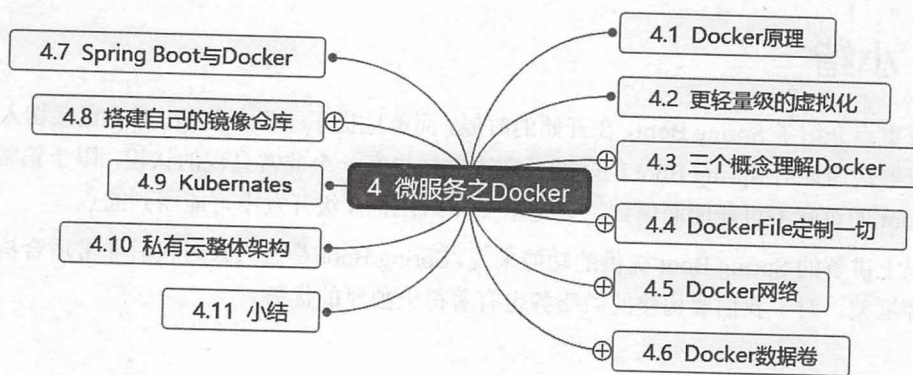 4 微服务之Docker
4.1 Docker原理
4.2 更轻量级的虚拟化
4.3 三个概念理解Docker
4.4 DockerFile定制一切
4.5 Docker网络
4.6 Docker数据卷
4.7 Spring Boot与Docker
4.8 搭建自己的镜像仓库
4.9 Kubernates
4.10 私有云整体架构
4.11 小结